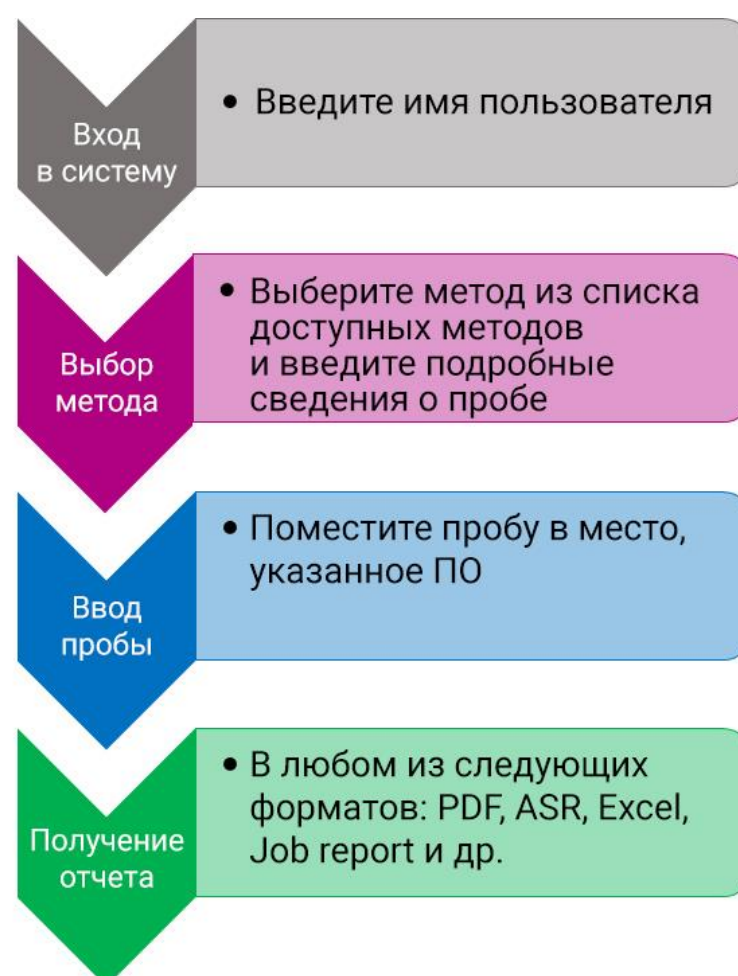 Вход
в систему
• Введите имя пользователя
Выбор
метода
• Выберите метод из списка
доступных методов
и введите подробные
сведения о пробе
Ввод
пробы
• Поместите пробу в место,
указанное ПО
Получение
отчета
• В любом из следующих
форматов: PDF, ASR, Excel,
Job report и др.